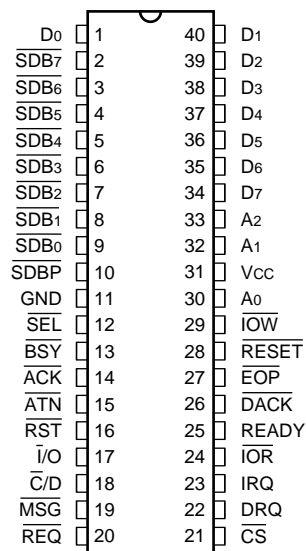 D0 1 40 D1
SDB7 2 39 D2
SDB6 3 38 D3
SDB5 4 37 D4
SDB4 5 36 D5
SDB3 6 35 D6
SDB2 7 34 D7
SDB1 8 33 A2
SDB0 9 32 A1
SDBP 10 31 VCC
GND 11 30 A0
SEL 12 29 IOW
BSY 13 28 RESET
ACK 14 27 EOP
ATN 15 26 DACK
RST 16 25 READY
I/O 17 24 IOR
C/D 18 23 IRQ
MSG 19 22 DRQ
REQ 20 21 CS